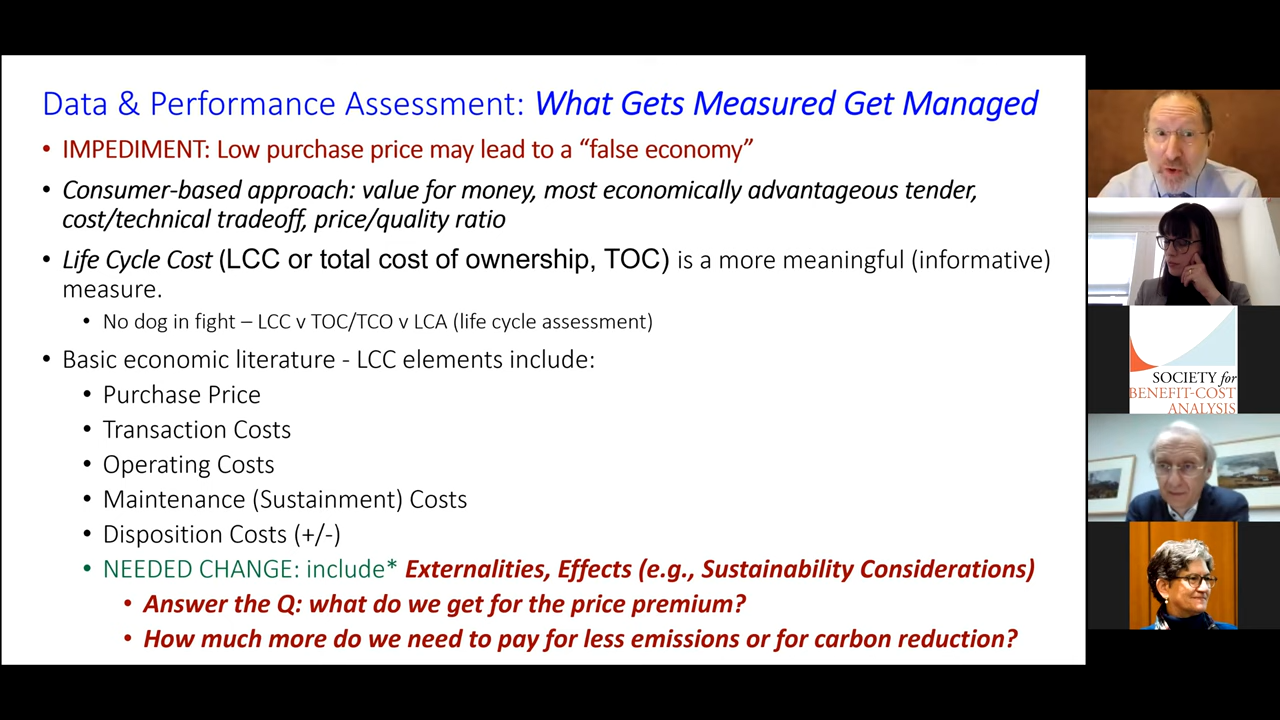 Data & Performance Assessment: What Gets Measured Get Managed
• IMPEDIMENT: Low purchase price may lead to a “false economy”
• Consumer-based approach: value for money, most economically advantageous tender,
cost/technical tradeoff, price/quality ratio
• Life Cycle Cost (LCC or total cost of ownership, TOC) is a more meaningful (informative)
measure.
• No dog in fight – LCC v TOC/TCO v LCA (life cycle assessment)
• Basic economic literature - LCC elements include:
• Purchase Price
• Transaction Costs
• Operating Costs
• Maintenance (Sustainment) Costs
• Disposition Costs (+/-)
• NEEDED CHANGE: include* Externalities, Effects (e.g., Sustainability Considerations)
• Answer the Q: what do we get for the price premium?
• How much more do we need to pay for less emissions or for carbon reduction?
SOCIETY for
BENEFIT-COST
ANALYSIS